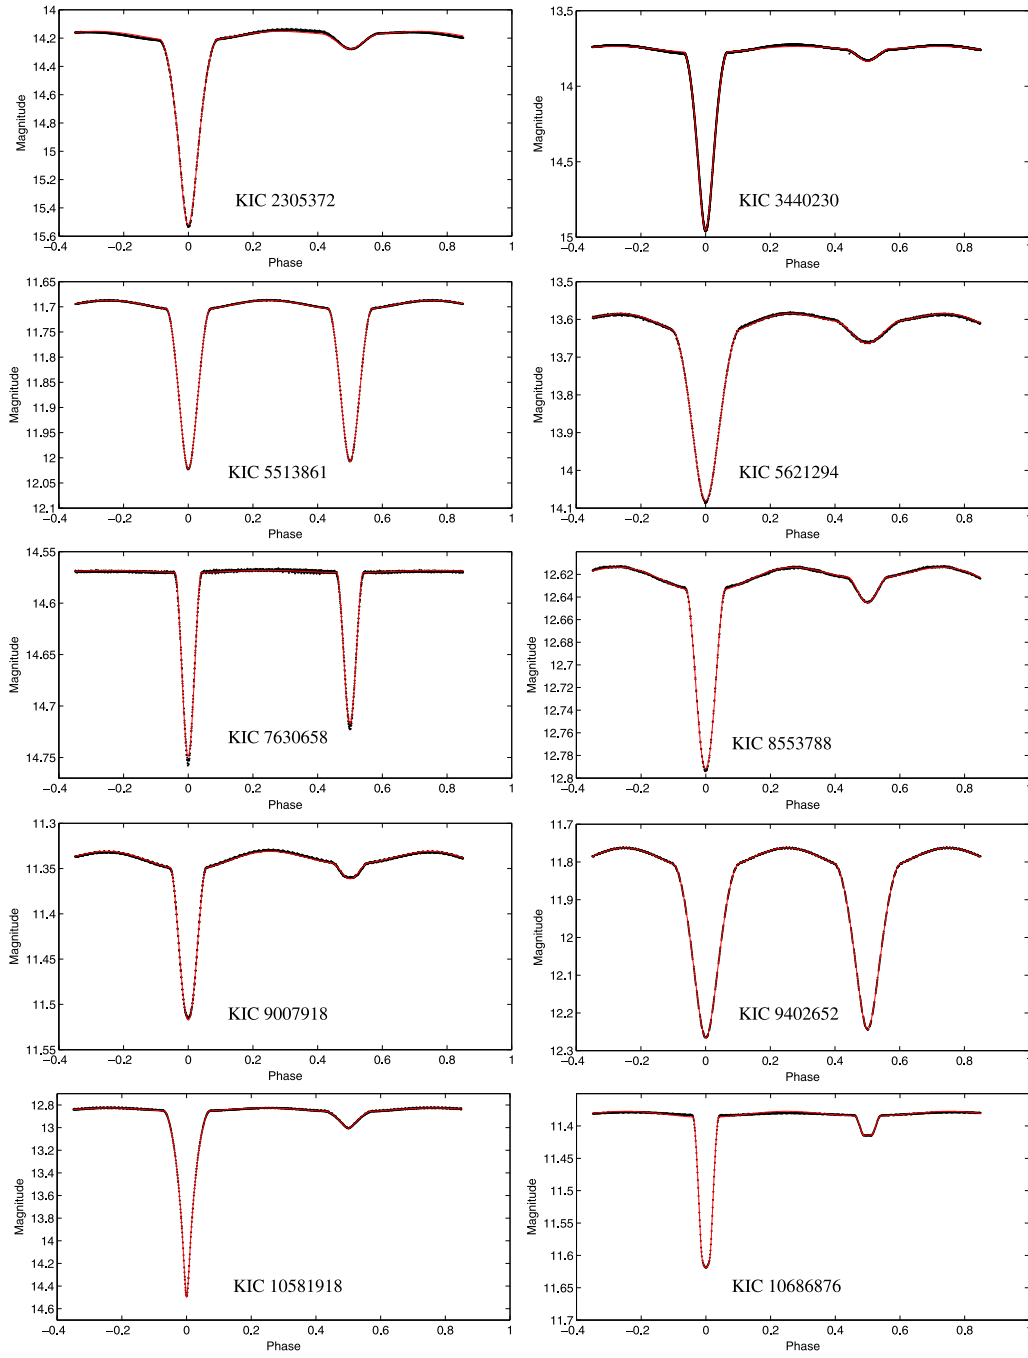 14
14.2
14.4
14.6
14.8
15
15.2
15.4
15.6
−0.4 −0.2 0 0.2 0.4 0.6 0.8 1
Phase
Magnitude
KIC 2305372
13.5
14
14.5
15
−0.4 −0.2 0 0.2 0.4 0.6 0.8 1
Phase
Magnitude
KIC 3440230
11.65
11.7
11.75
11.8
11.85
11.9
11.95
12
12.05
12.1
−0.4 −0.2 0 0.2 0.4 0.6 0.8 1
Phase
Magnitude
KIC 5513861
13.5
13.6
13.7
13.8
13.9
14
14.1
−0.4 −0.2 0 0.2 0.4 0.6 0.8 1
Phase
Magnitude
KIC 5621294
14.55
14.6
14.65
14.7
14.75
−0.4 −0.2 0 0.2 0.4 0.6 0.8 1
Phase
Magnitude
KIC 7630658
12.62
12.64
12.66
12.68
12.7
12.72
12.74
12.76
12.78
12.8
−0.4 −0.2 0 0.2 0.4 0.6 0.8 1
Phase
Magnitude
KIC 8553788
11.3
11.35
11.4
11.45
11.5
11.55
−0.4 −0.2 0 0.2 0.4 0.6 0.8 1
Phase
Magnitude
KIC 9007918
11.7
11.8
11.9
12
12.1
12.2
12.3
−0.4 −0.2 0 0.2 0.4 0.6 0.8 1
Phase
Magnitude
KIC 9402652
12.8
13
13.2
13.4
13.6
13.8
14
14.2
14.4
14.6
−0.4 −0.2 0 0.2 0.4 0.6 0.8 1
Phase
Magnitude
KIC 10581918
11.4
11.45
11.5
11.55
11.6
11.65
11.7
−0.4 −0.2 0 0.2 0.4 0.6 0.8 1
Phase
Magnitude
KIC 10686876